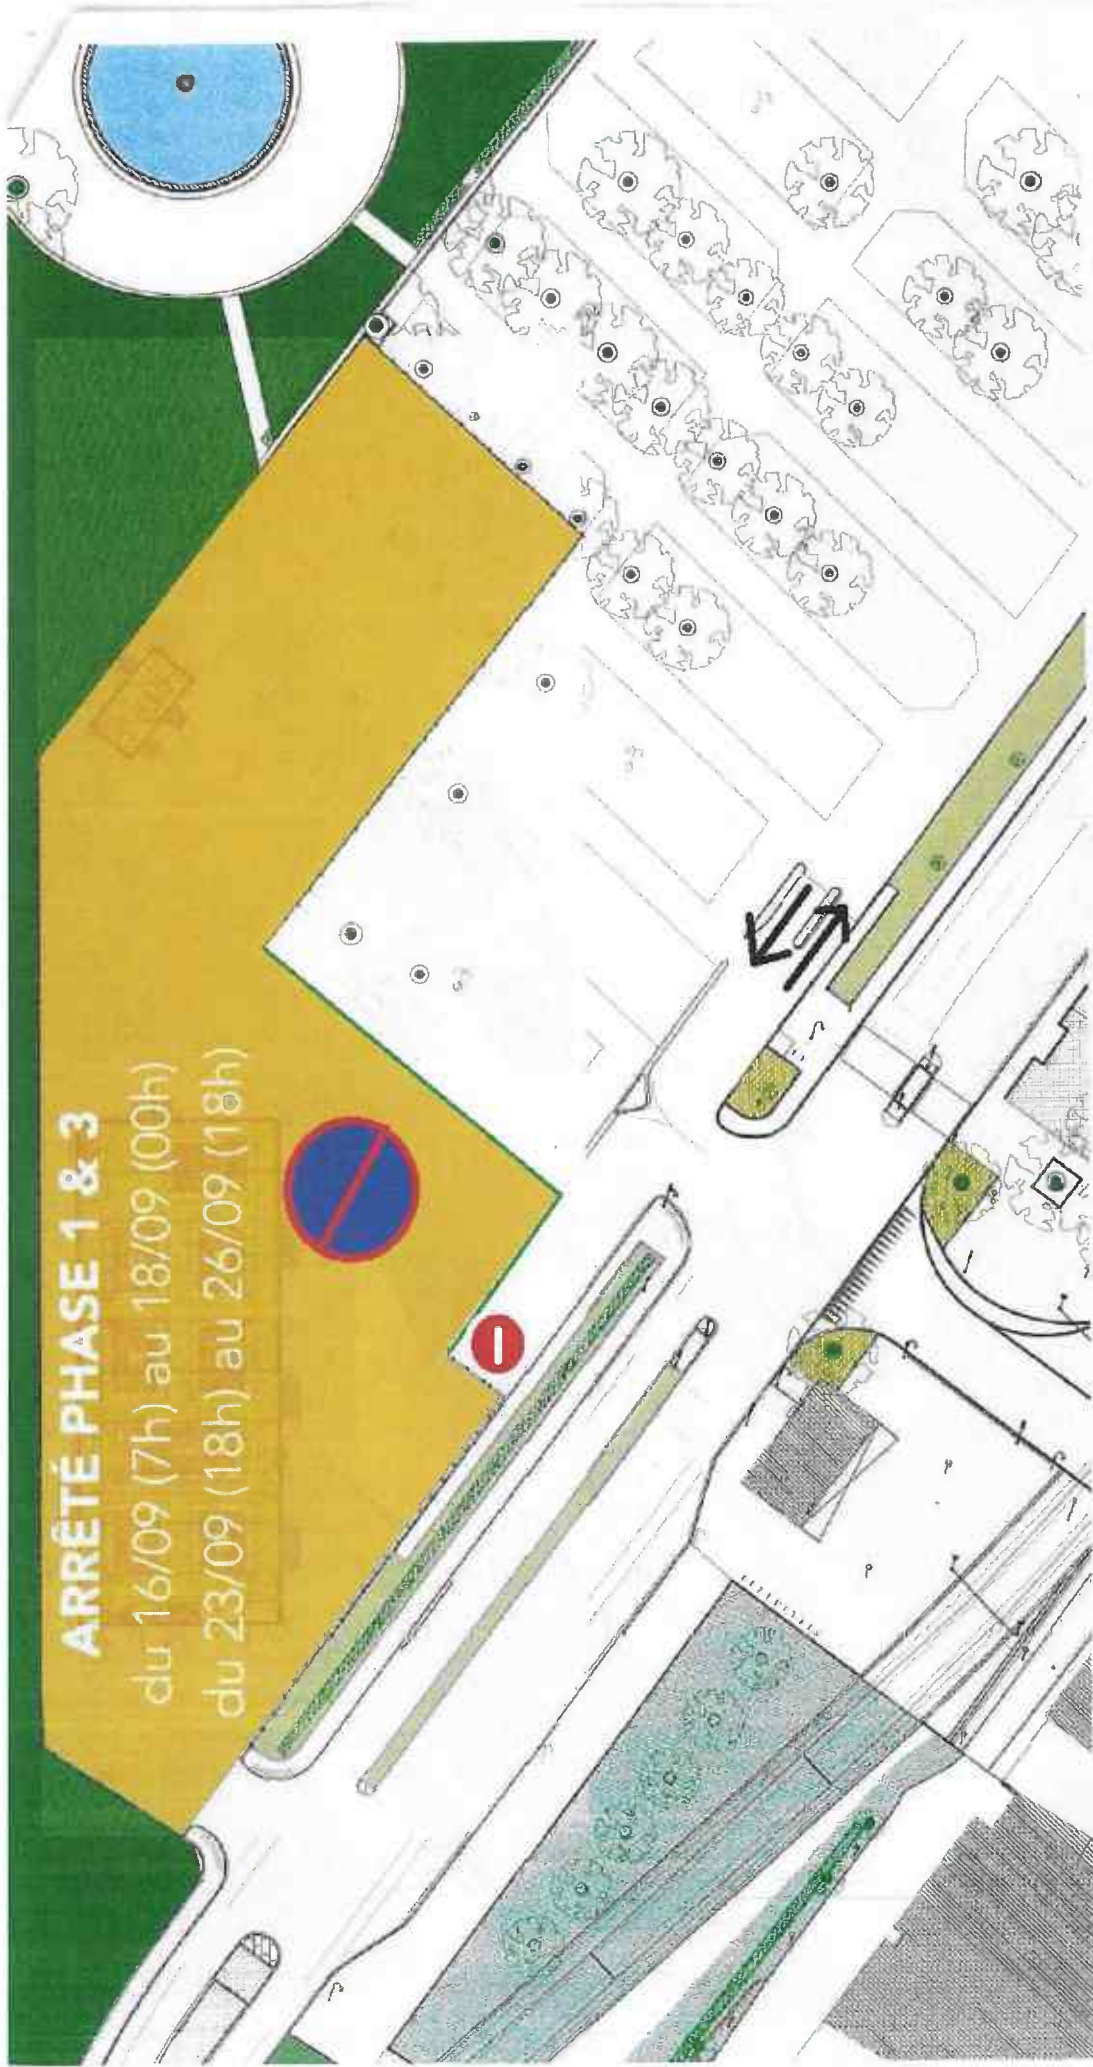 ARRÊTÉ PHASE 1 & 3
du 16/09 (7h) au 18/09 (00h)
du 23/09 (18h) au 26/09 (18h)